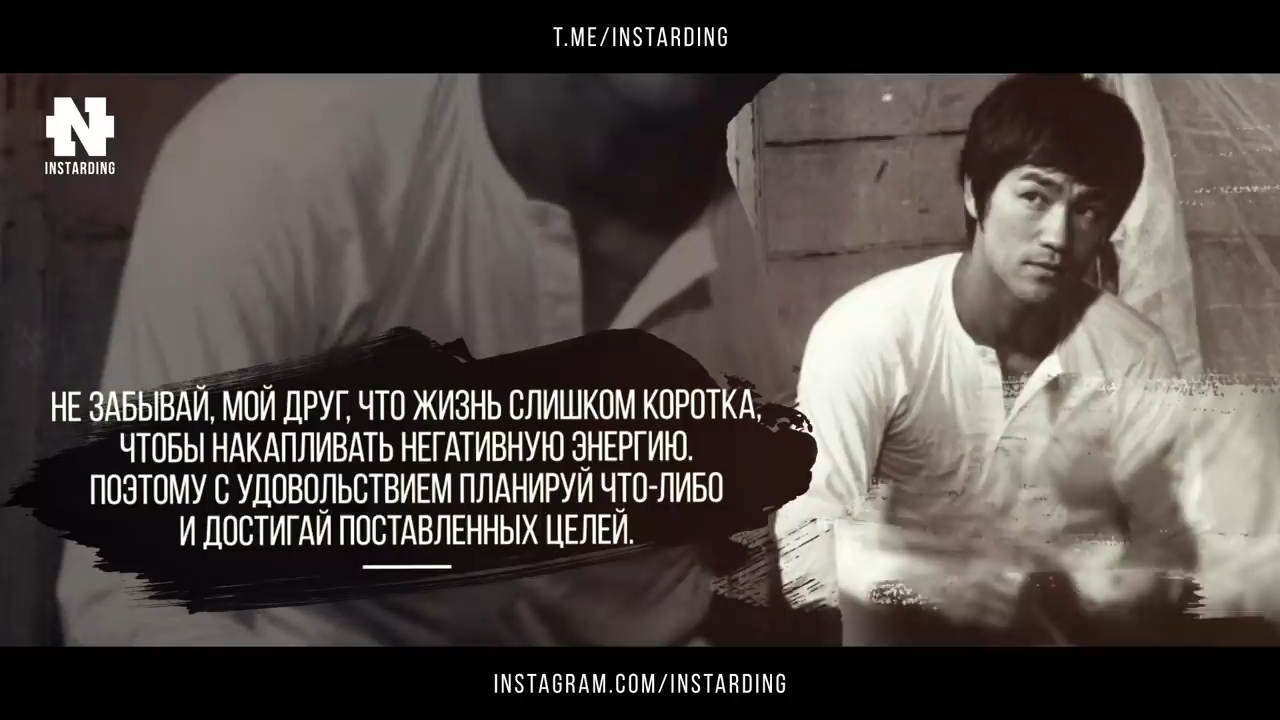 T.ME/INSTARDING
N
INSTARDING
НЕ ЗАБЫВАЙ, МОЙ ДРУГ, ЧТО ЖИЗНЬ СЛИШКОМ КОРОТКА,
ЧТОБЫ НАКАПЛИВАТЬ НЕГАТИВНУЮ ЭНЕРГИЮ.
ПОЭТОМУ С УДОВОЛЬСТВИЕМ ПЛАНИРУЙ ЧТО-ЛИБО
И ДОСТИГАЙ ПОСТАВЛЕННЫХ ЦЕЛЕЙ.
INSTAGRAM.COM/INSTARDING